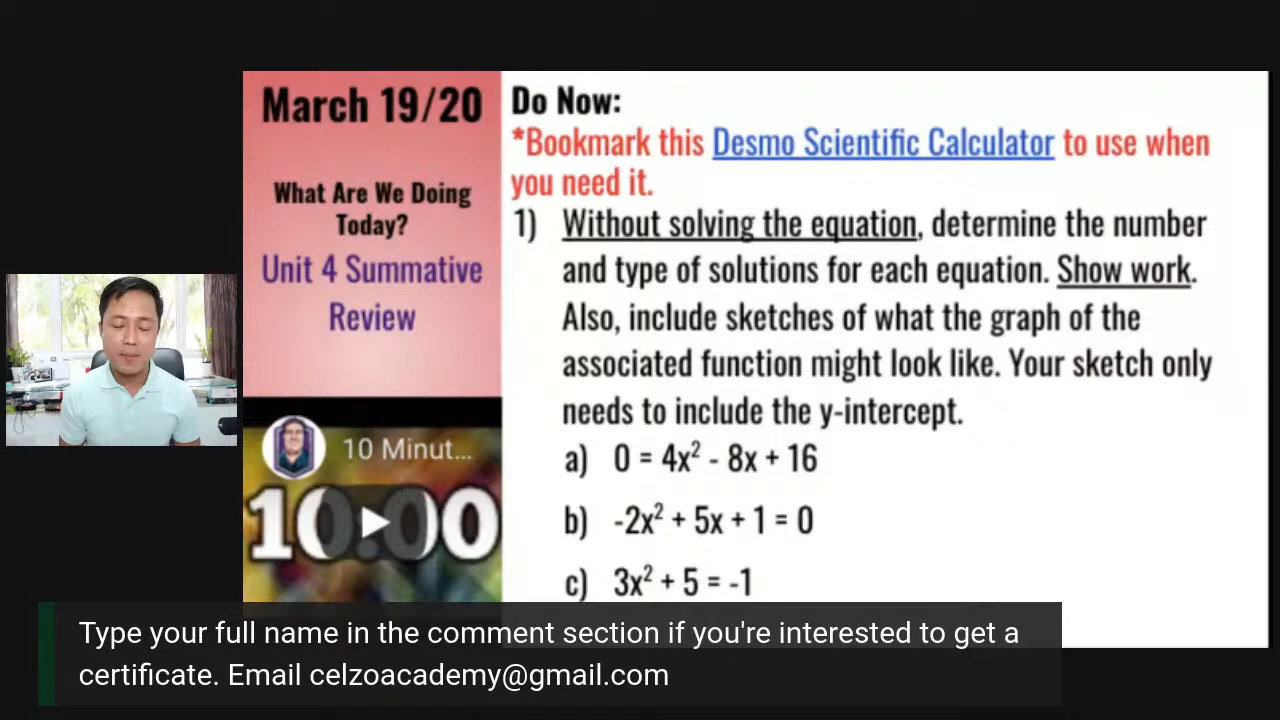 March 19/20
What Are We Doing
Today?
Unit 4 Summative
Review
10 Minut...
10:00
Do Now:
*Bookmark this Desmo Scientific Calculator to use when
you need it.
1) Without solving the equation, determine the number
and type of solutions for each equation. Show work.
Also, include sketches of what the graph of the
associated function might look like. Your sketch only
needs to include the y-intercept.
a) 0 = 4x² - 8x + 16
b) -2x² + 5x + 1 = 0
c) 3x² + 5 = -1
Type your full name in the comment section if you're interested to get a
certificate. Email celzoacademy@gmail.com